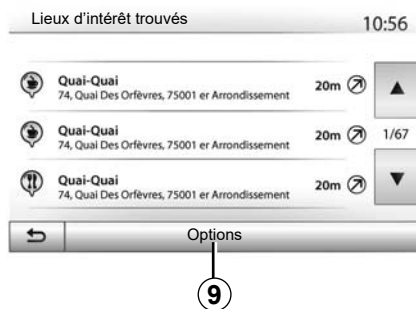 Lieux d'intérêt trouvés 10:56
Quai-Quai
74, Quai Des Orfèvres, 75001 er Arrondissement 20m
Quai-Quai
74, Quai Des Orfèvres, 75001 er Arrondissement 20m 1/67
Quai-Quai
74, Quai Des Orfèvres, 75001 er Arrondissement 20m
Options
9